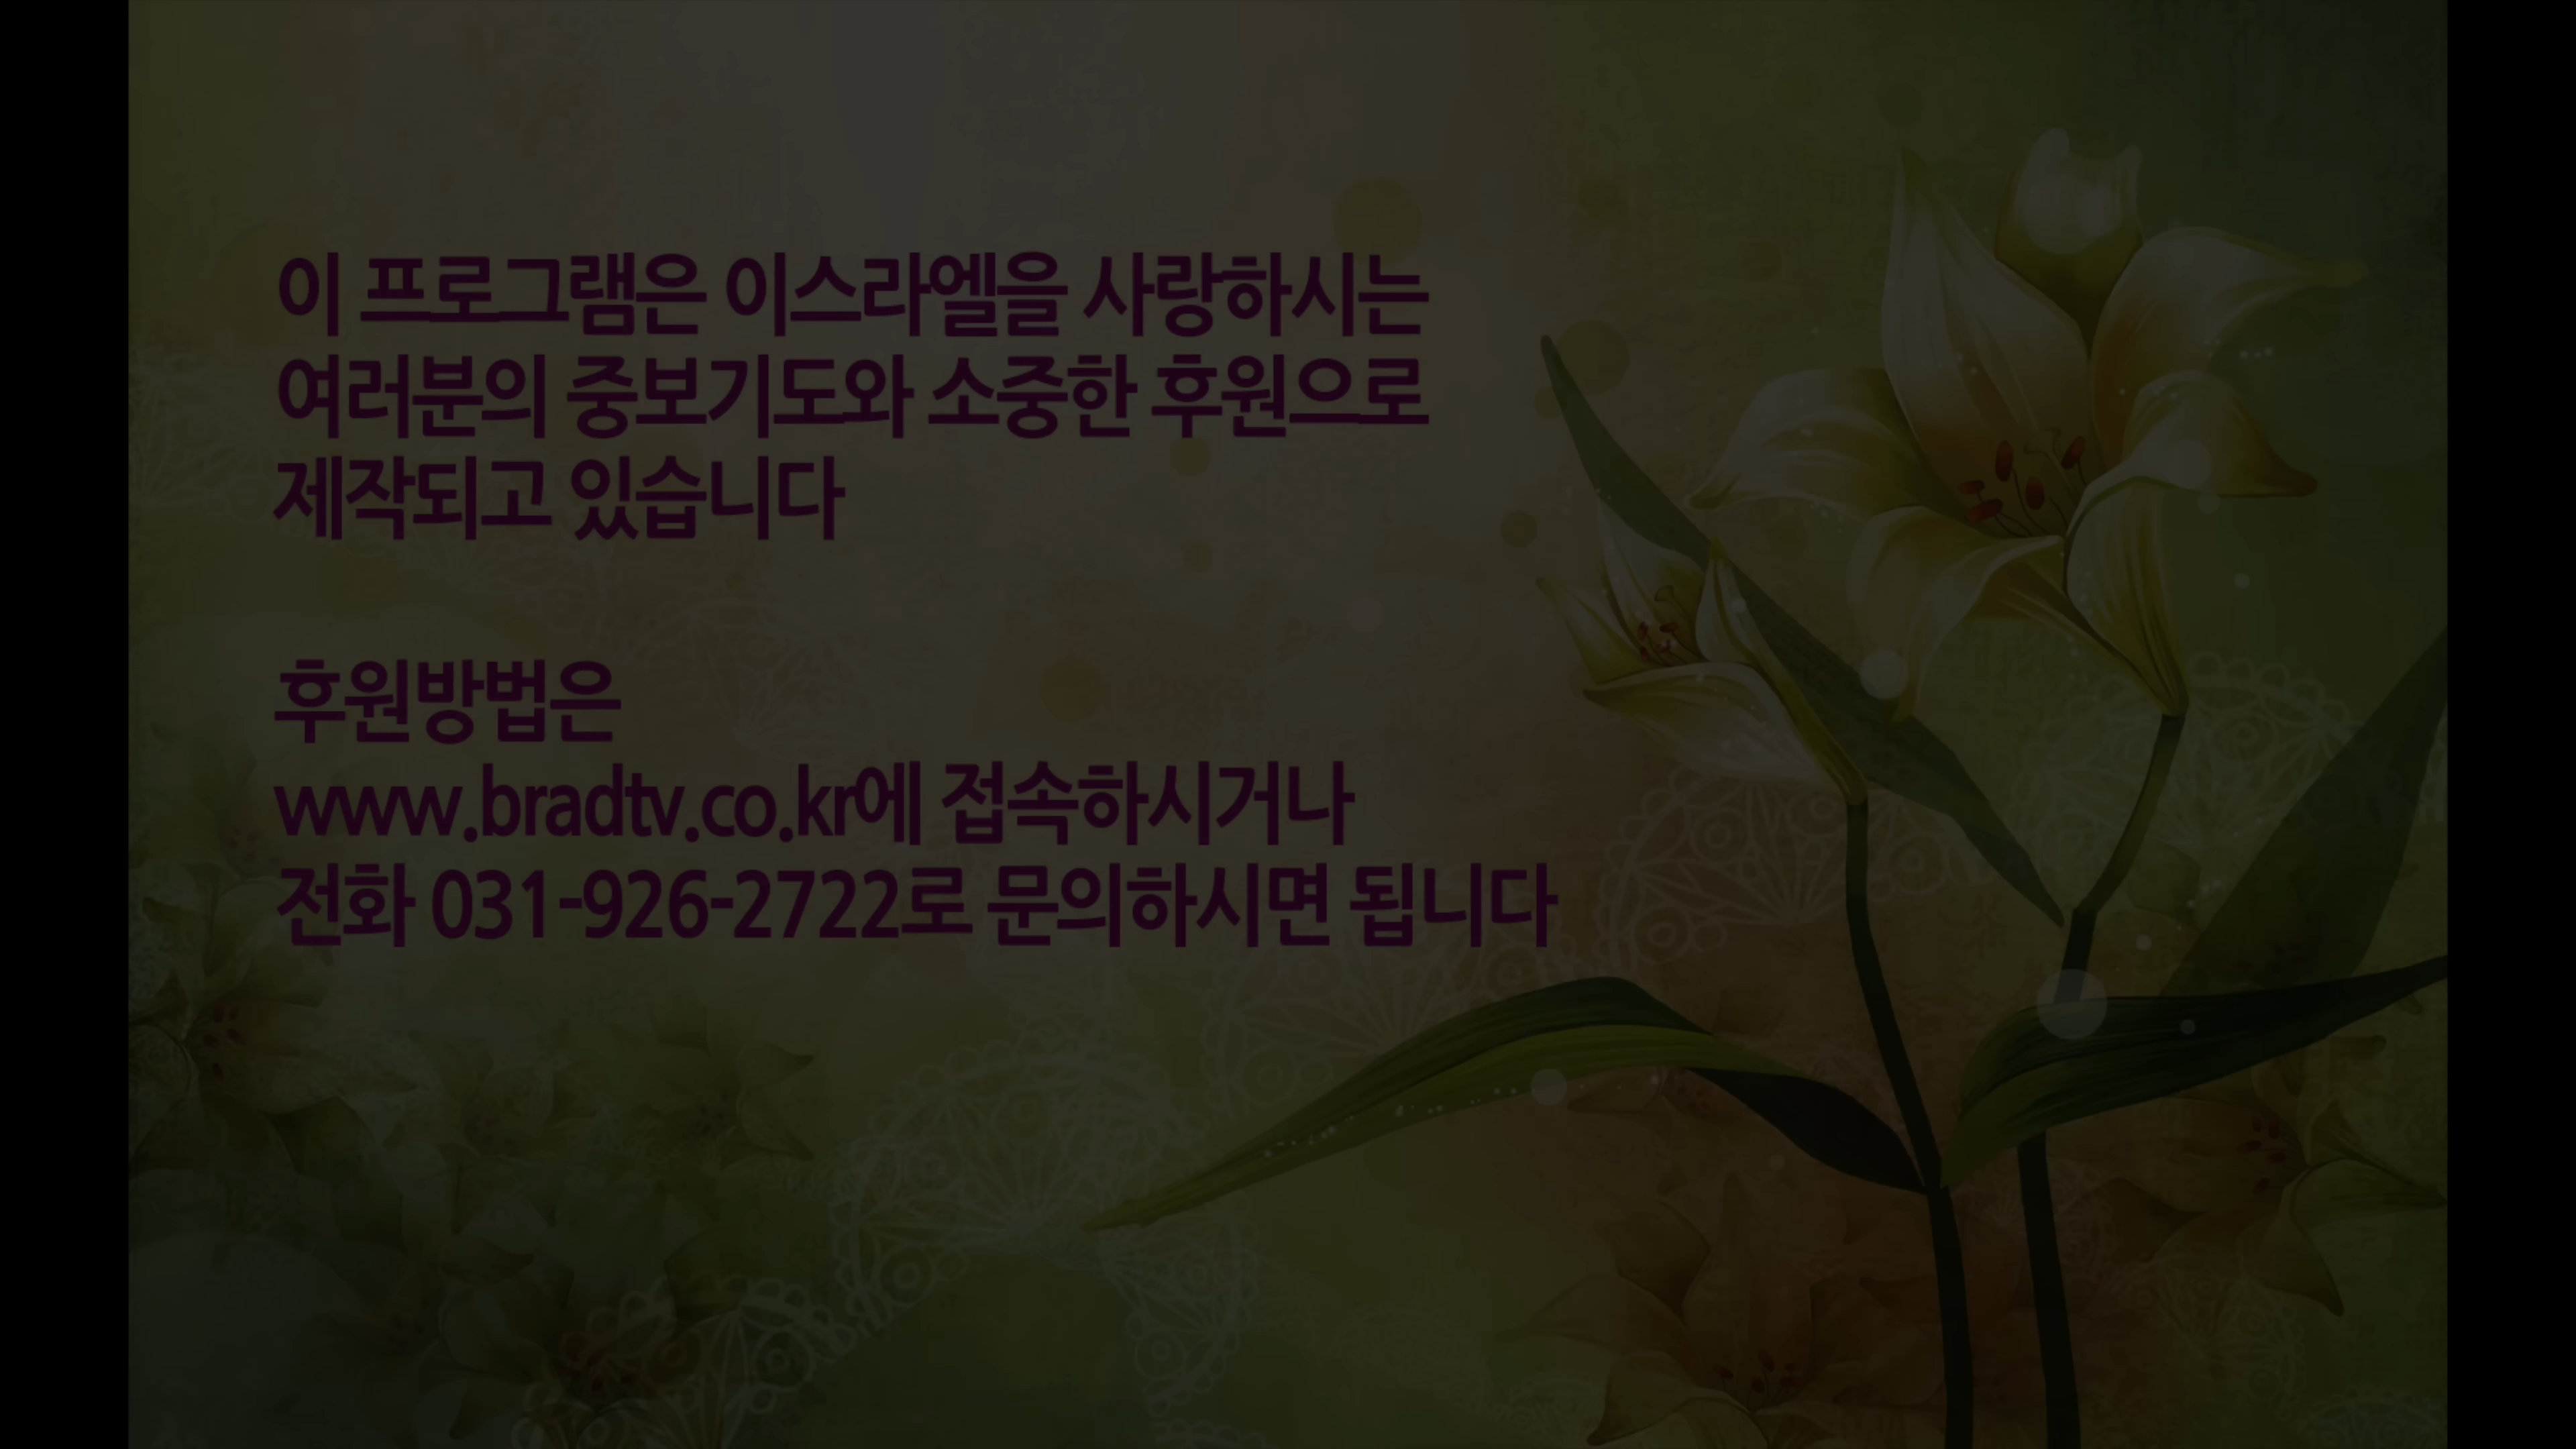 이 프로그램은 이스라엘을 사랑하시는
여러분의 중보기도와 소중한 후원으로
제작되고 있습니다
후원방법은
www.bradtv.co.kr에 접속하시거나
전화 031-926-2722로 문의하시면 됩니다